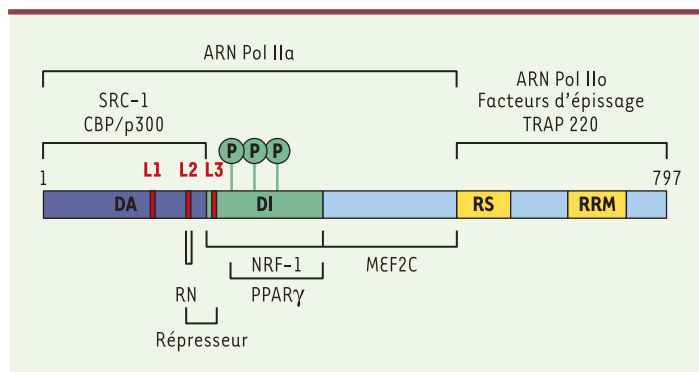 ARN Pol IIa
ARN Pol IIo
Facteurs d'épissage
TRAP 220
SRC-1
CBP/p300
P P P
L1 L2 L3
1 797
DA DI RS RRM
NRF-1 MEF2C
RN PPARγ
Répresseur